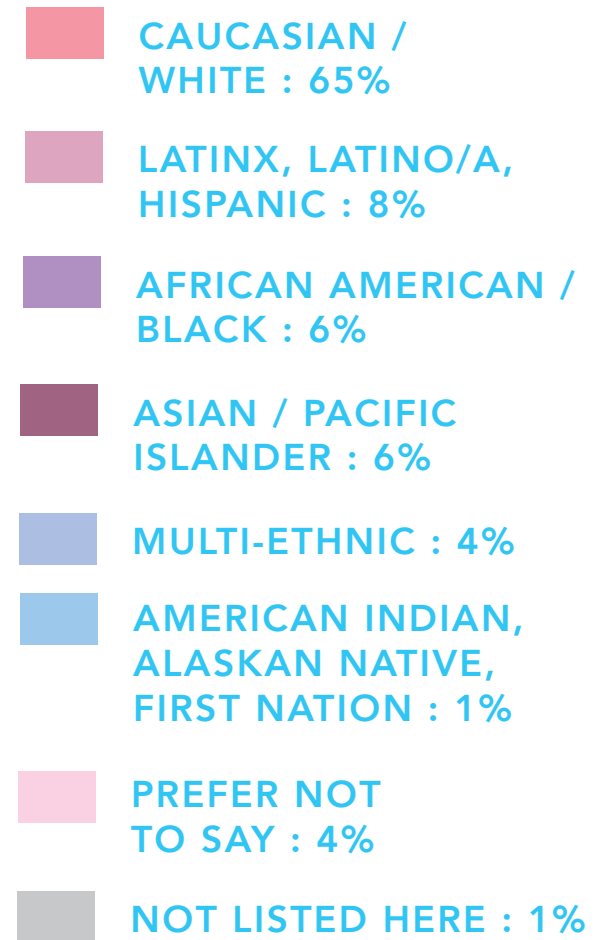 CAUCASIAN /
WHITE : 65%
LATINX, LATINO/A,
HISPANIC : 8%
AFRICAN AMERICAN /
BLACK : 6%
ASIAN / PACIFIC
ISLANDER : 6%
MULTI-ETHNIC : 4%
AMERICAN INDIAN,
ALASKAN NATIVE,
FIRST NATION : 1%
PREFER NOT
TO SAY : 4%
NOT LISTED HERE : 1%